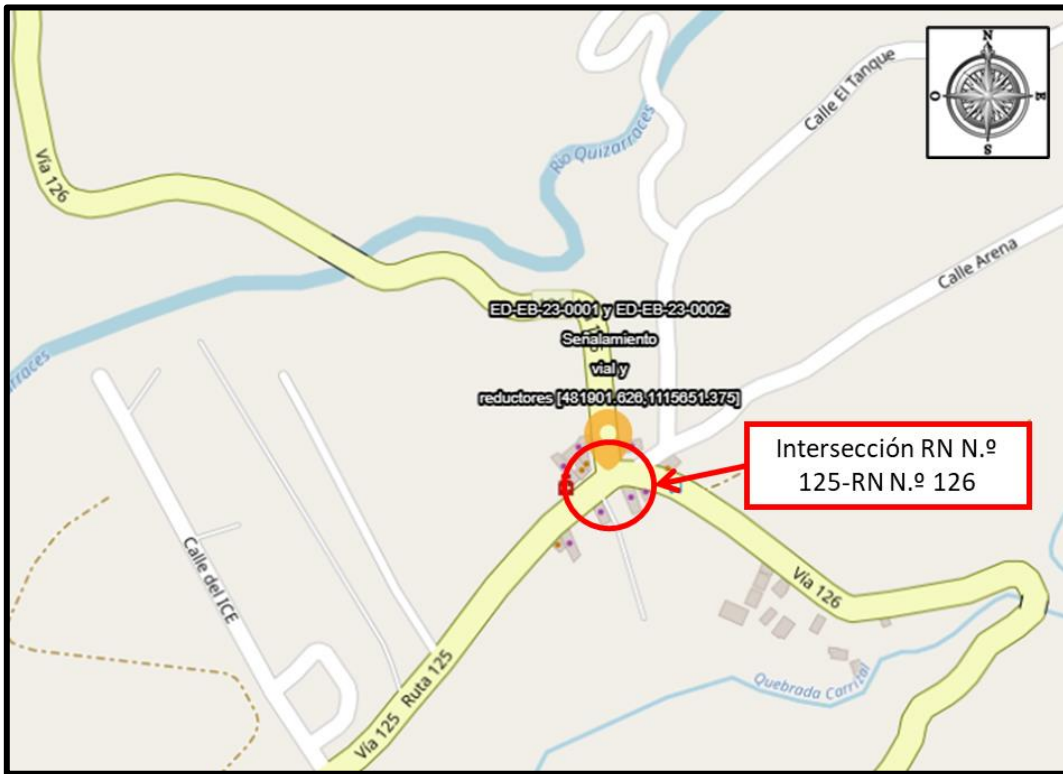 N
O
E
S
Calle El Tanque
Río Quizarraces
Vía 126
Calle Arena
ED-EB-23-0001 y ED-EB-23-0002:
Señalamiento
vial y
reductores [481901.626,1115651.375]
Intersección RN N.º
125-RN N.º 126
Calle del ICE
Vía 126
Ruta 125
Vía 125
Quebrada Carrizal